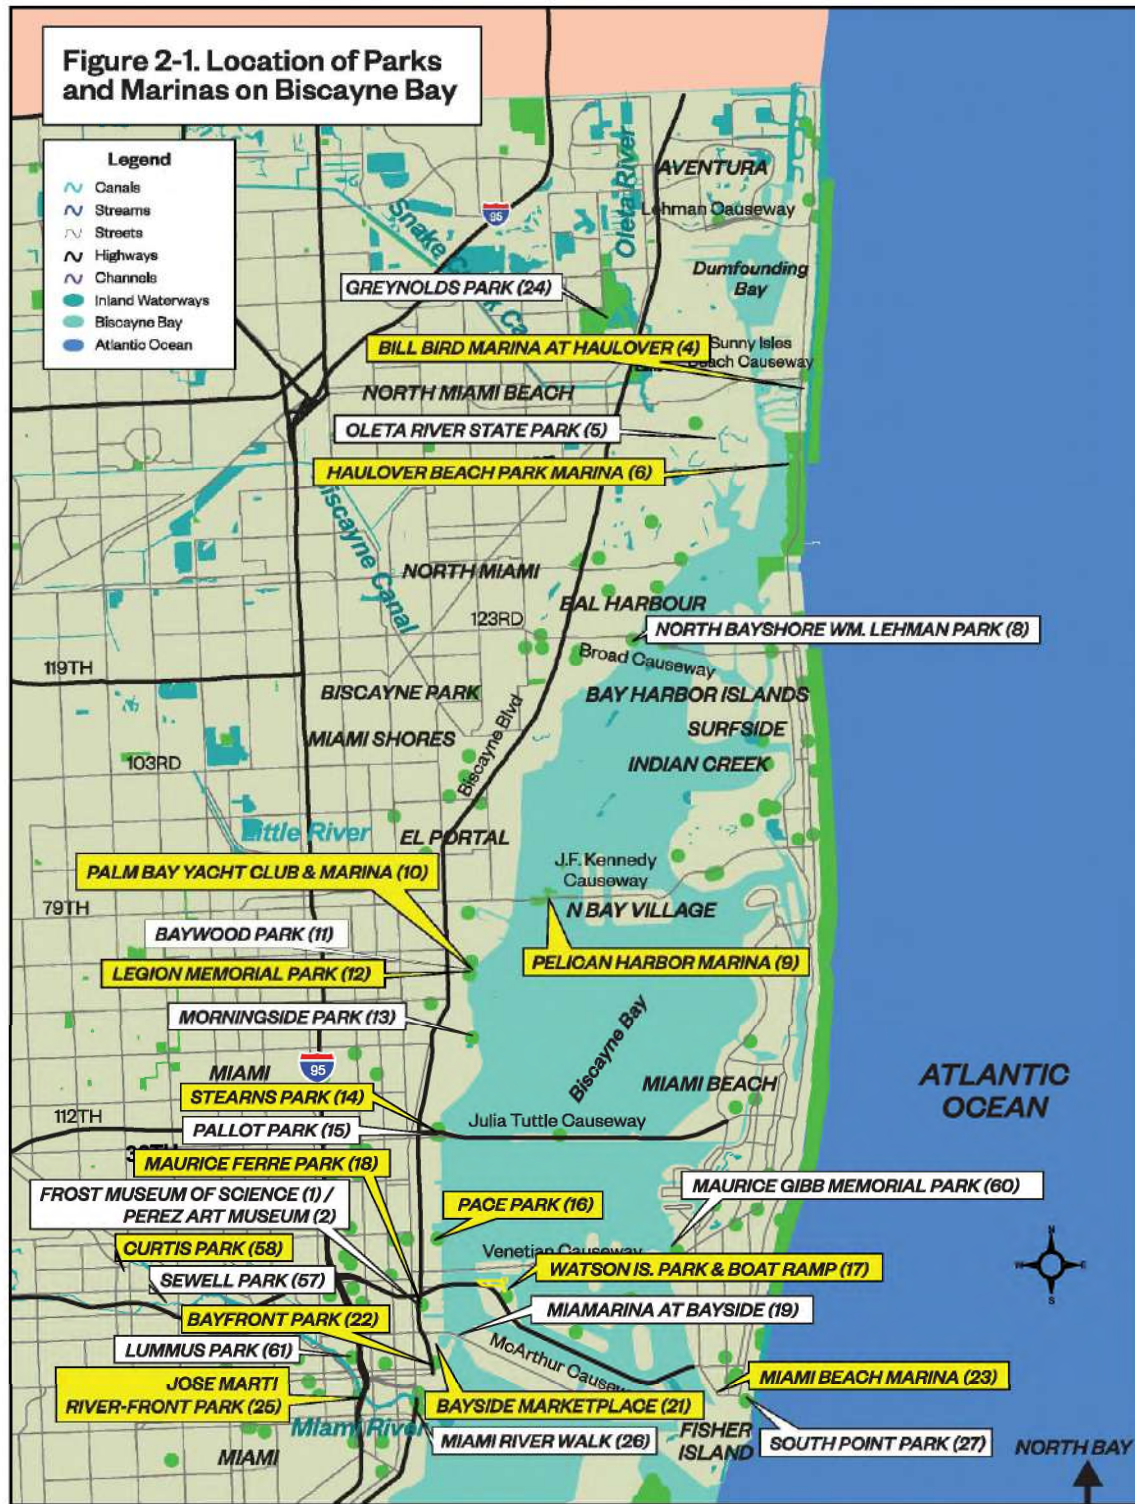 Figure 2-1. Location of Parks
and Marinas on Biscayne Bay
Legend
Canals
Streams
Streets
Highways
Channels
Inland Waterways
Biscayne Bay
Atlantic Ocean
95
Oleta River
AVENTURA
Lehman Causeway
Snake
Dumfounding
Bay
GREYNOLDS PARK (24)
BILL BIRD MARINA AT HAULOVER (4)
Sunny Isles
Beach Causeway
NORTH MIAMI BEACH
OLETA RIVER STATE PARK (5)
HAULOVER BEACH PARK MARINA (6)
Biscayne Canal
NORTH MIAMI
BAL HARBOUR
123RD
NORTH BAYSHORE WM. LEHMAN PARK (8)
Broad Causeway
119TH
BISCAYNE PARK
BAY HARBOR ISLANDS
SURFSIDE
MIAMI SHORES
Biscayne Blvd
INDIAN CREEK
103RD
Little River
EL PORTAL
J.F. Kennedy
Causeway
PALM BAY YACHT CLUB & MARINA (10)
79TH
N BAY VILLAGE
BAYWOOD PARK (11)
PELICAN HARBOR MARINA (9)
LEGION MEMORIAL PARK (12)
MORNINGSIDE PARK (13)
Biscayne Bay
MIAMI
95
MIAMI BEACH
ATLANTIC
OCEAN
STEARNS PARK (14)
112TH
Julia Tuttle Causeway
PALLOT PARK (15)
MAURICE FERRE PARK (18)
FROST MUSEUM OF SCIENCE (1) /
PEREZ ART MUSEUM (2)
MAURICE GIBB MEMORIAL PARK (60)
PACE PARK (16)
CURTIS PARK (58)
Venetian Causeway
WATSON IS. PARK & BOAT RAMP (17)
SEWELL PARK (57)
MIAMARINA AT BAYSIDE (19)
BAYFRONT PARK (22)
LUMMUS PARK (61)
McArthur Causeway
MIAMI BEACH MARINA (23)
JOSE MARTI
RIVER-FRONT PARK (25)
BAYSIDE MARKETPLACE (21)
Miami River
MIAMI RIVER WALK (26)
FISHER
ISLAND
SOUTH POINT PARK (27)
MIAMI
N
W
E
S
NORTH BAY